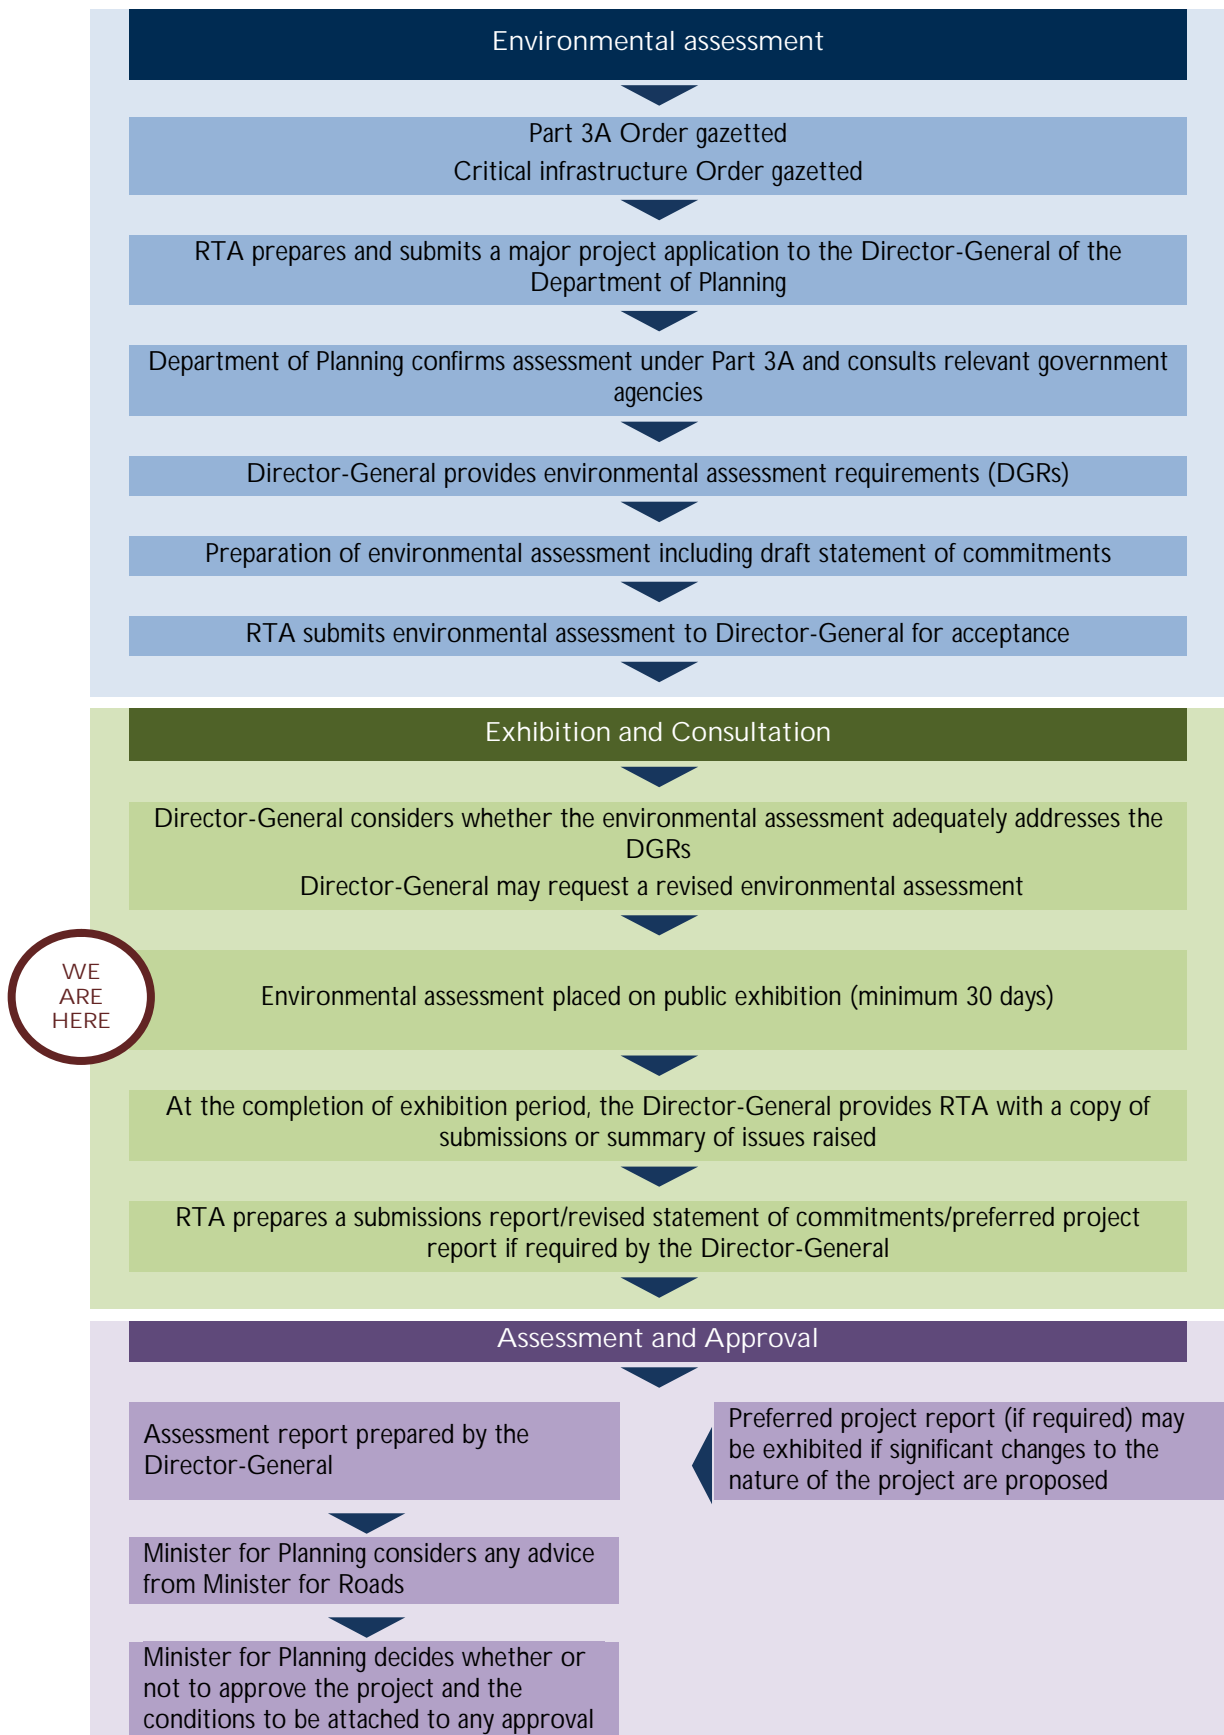 Environmental assessment
Part 3A Order gazetted
Critical infrastructure Order gazetted
RTA prepares and submits a major project application to the Director-General of the
Department of Planning
Department of Planning confirms assessment under Part 3A and consults relevant government
agencies
Director-General provides environmental assessment requirements (DGRs)
Preparation of environmental assessment including draft statement of commitments
RTA submits environmental assessment to Director-General for acceptance
Exhibition and Consultation
Director-General considers whether the environmental assessment adequately addresses the
DGRs
Director-General may request a revised environmental assessment
WE
ARE
HERE
Environmental assessment placed on public exhibition (minimum 30 days)
At the completion of exhibition period, the Director-General provides RTA with a copy of
submissions or summary of issues raised
RTA prepares a submissions report/revised statement of commitments/preferred project
report if required by the Director-General
Assessment and Approval
Assessment report prepared by the
Director-General
Preferred project report (if required) may
be exhibited if significant changes to the
nature of the project are proposed
Minister for Planning considers any advice
from Minister for Roads
Minister for Planning decides whether or
not to approve the project and the
conditions to be attached to any approval